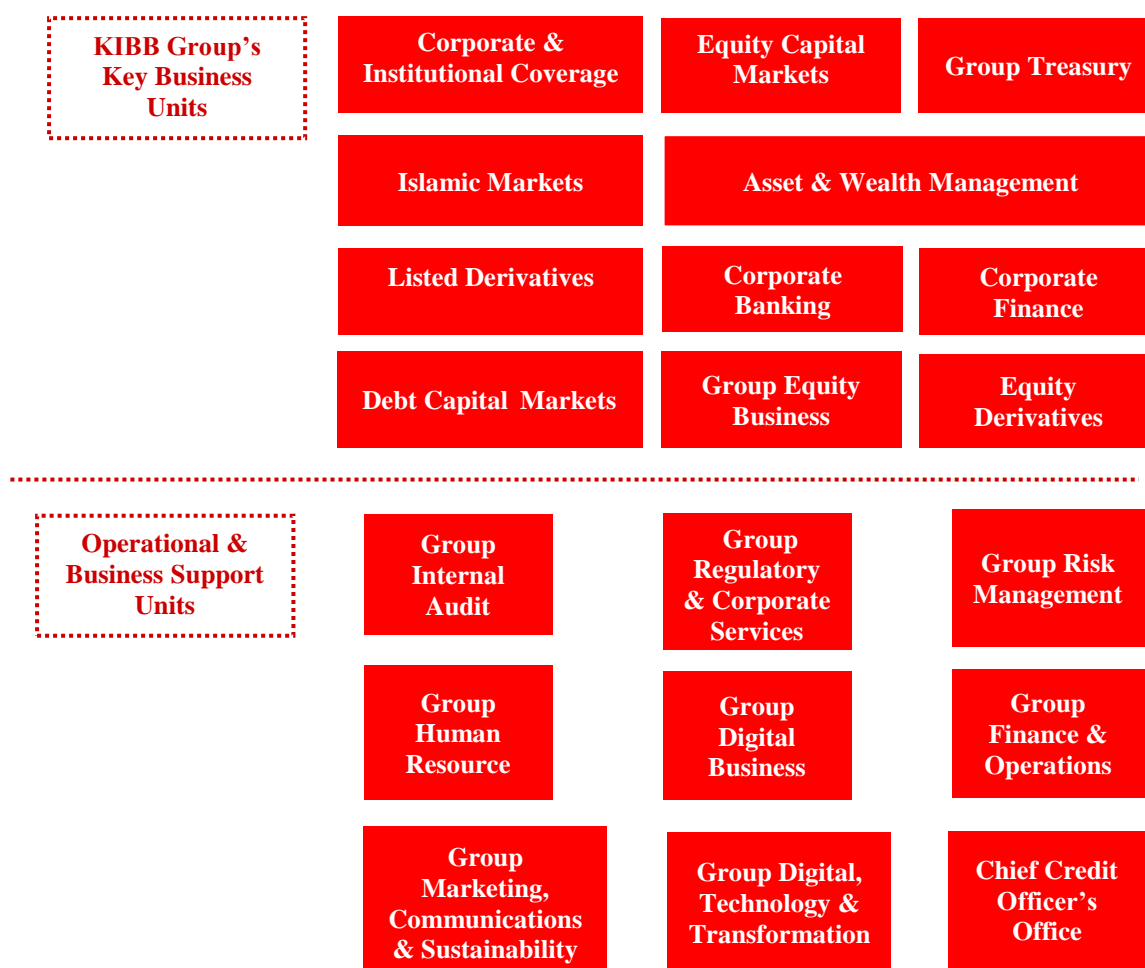 KIBB Group’s
Key Business
Units
Corporate &
Institutional Coverage
Equity Capital
Markets
Group Treasury
Islamic Markets
Asset & Wealth Management
Listed Derivatives
Corporate
Banking
Corporate
Finance
Debt Capital Markets
Group Equity
Business
Equity
Derivatives
Operational &
Business Support
Units
Group
Internal
Audit
Group
Regulatory
& Corporate
Services
Group Risk
Management
Group
Human
Resource
Group
Digital
Business
Group
Finance &
Operations
Group
Marketing,
Communications
& Sustainability
Group Digital,
Technology &
Transformation
Chief Credit
Officer’s
Office